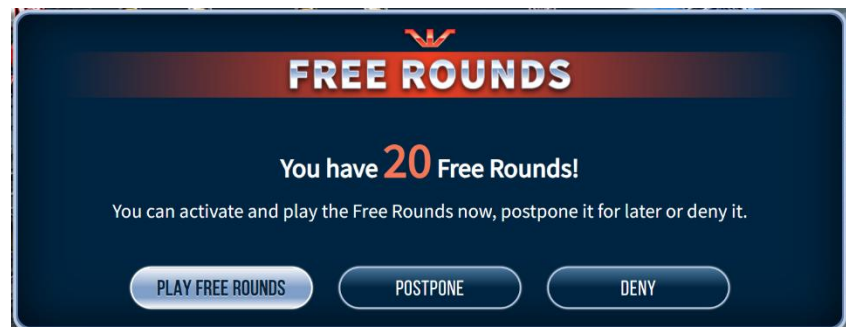 FREE ROUNDS
You have 20 Free Rounds!
You can activate and play the Free Rounds now, postpone it for later or deny it.
PLAY FREE ROUNDS
POSTPONE
DENY